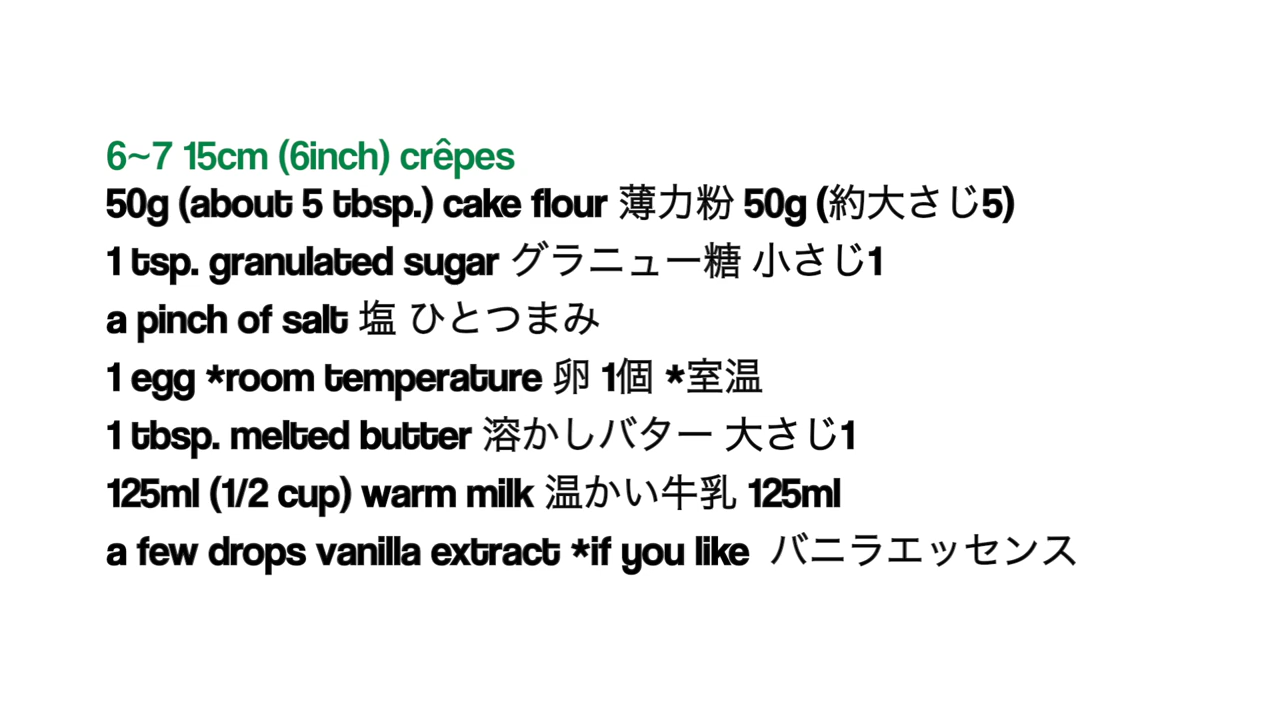 6~7 15cm (6inch) crêpes
50g (about 5 tbsp.) cake flour 薄力粉 50g (約大さじ5)
1 tsp. granulated sugar グラニュー糖 小さじ1
a pinch of salt 塩 ひとつまみ
1 egg *room temperature 卵 1個 *室温
1 tbsp. melted butter 溶かしバター 大さじ1
125ml (1/2 cup) warm milk 温かい牛乳 125ml
a few drops vanilla extract *if you like バニラエッセンス